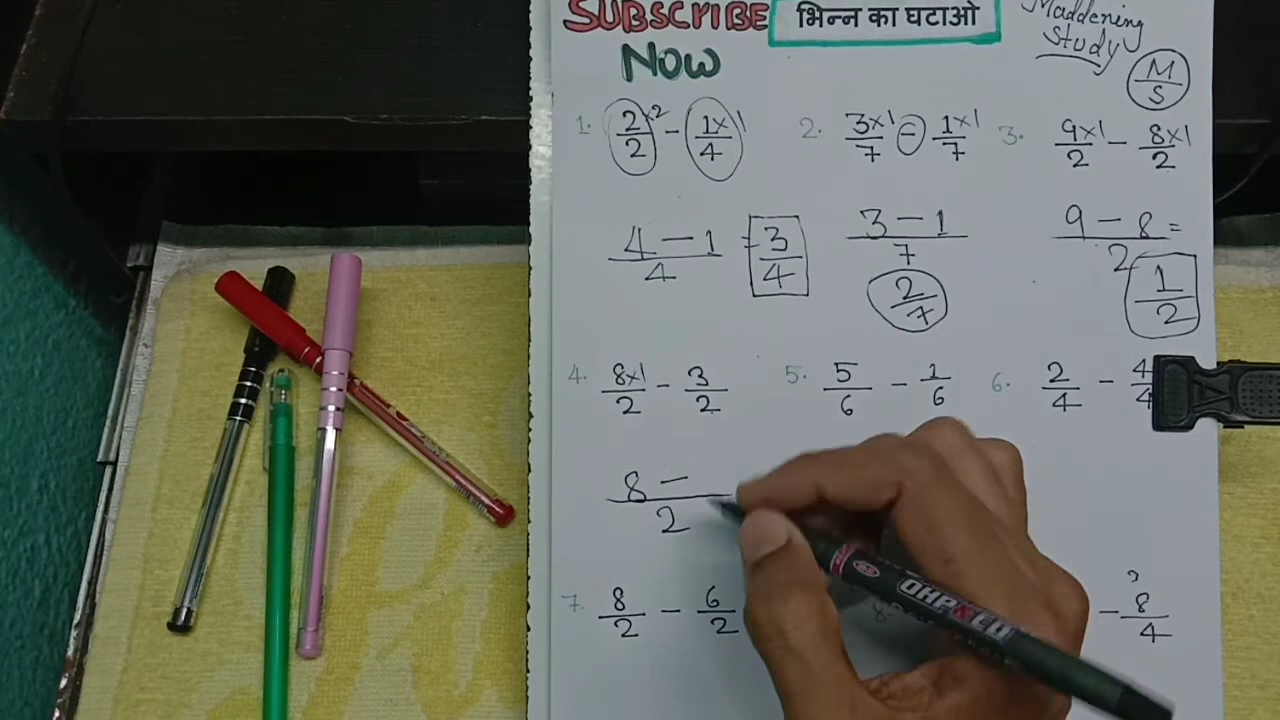 SUBSCRIBE NOW
भिन्न का घटाओ
Maddening Study
M/S
1. 2/2×2 - 1×1/4
2. 3×1/7 - 1×1/7
3. 9×1/2 - 8×1/2
4-1/4 = 3/4
3-1/7
9-8/2 =
2/7
1/2
4. 8×1/2 - 3/2
5. 5/6 - 1/6
6. 2/4 - 4/4
8-/2
7. 8/2 - 6/2
8
- 8/4
OHPXED